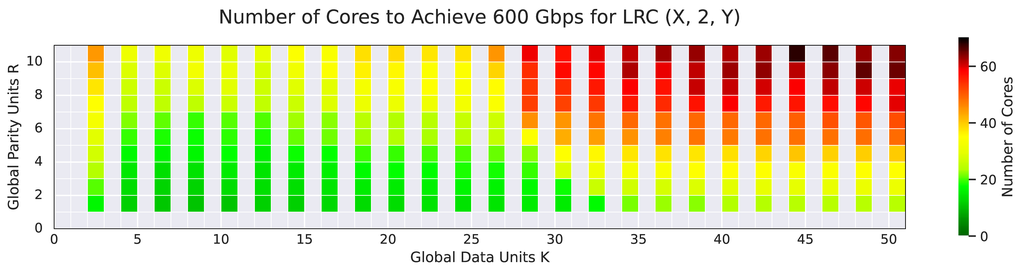 Number of Cores to Achieve 600 Gbps for LRC (X, 2, Y)
Global Parity Units R
10
8
6
4
2
0
0 5 10 15 20 25 30 35 40 45 50
Global Data Units K
60
40
20
0
Number of Cores